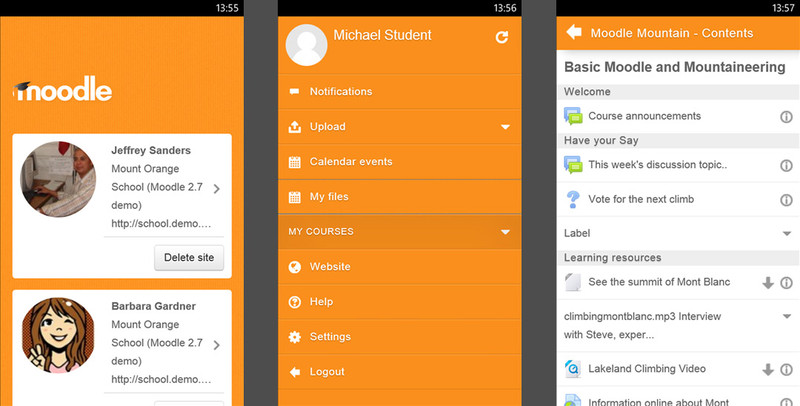 13:55
moodle
Jeffrey Sanders
Mount Orange
School (Moodle 2.7
demo)
http://school.demo....
Delete site
Barbara Gardner
Mount Orange
School (Moodle 2.7
demo)
http://school.demo....
13:56
Michael Student
Notifications
Upload
Calendar events
My files
MY COURSES
Website
Help
Settings
Logout
13:57
Moodle Mountain - Contents
Basic Moodle and Mountaineering
Welcome
Course announcements
Have your Say
This week's discussion topic..
Vote for the next climb
Label
Learning resources
See the summit of Mont Blanc
climbingmontblanc.mp3 Interview
with Steve, exper...
Lakeland Climbing Video
Information online about Mont